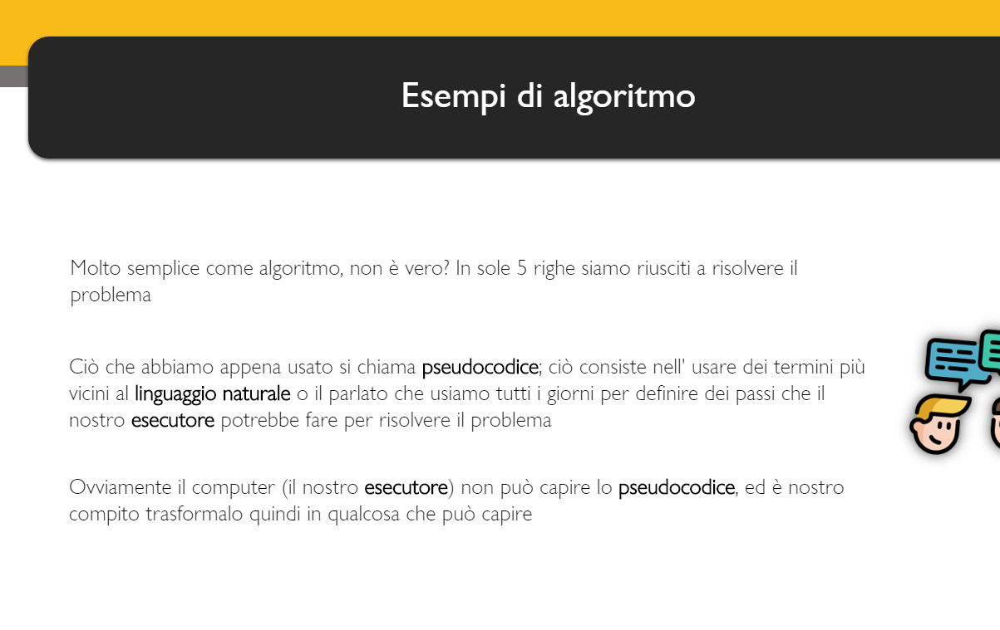 Esempi di algoritmo
Molto semplice come algoritmo, non è vero? In sole 5 righe siamo riusciti a risolvere il
problema
Ciò che abbiamo appena usato si chiama pseudocodice; ciò consiste nell' usare dei termini più
vicini al linguaggio naturale o il parlato che usiamo tutti i giorni per definire dei passi che il
nostro esecutore potrebbe fare per risolvere il problema
Ovviamente il computer (il nostro esecutore) non può capire lo pseudocodice, ed è nostro
compito trasformalo quindi in qualcosa che può capire